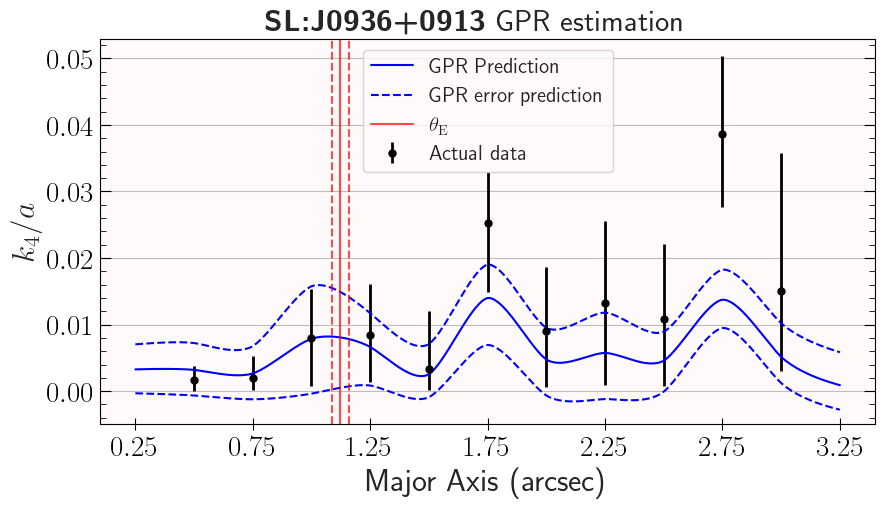 SL:J0936+0913 GPR estimation
GPR Prediction
GPR error prediction
θ_E
Actual data
0.05
0.04
0.03
0.02
0.01
0.00
k₄/a
0.25 0.75 1.25 1.75 2.25 2.75 3.25
Major Axis (arcsec)